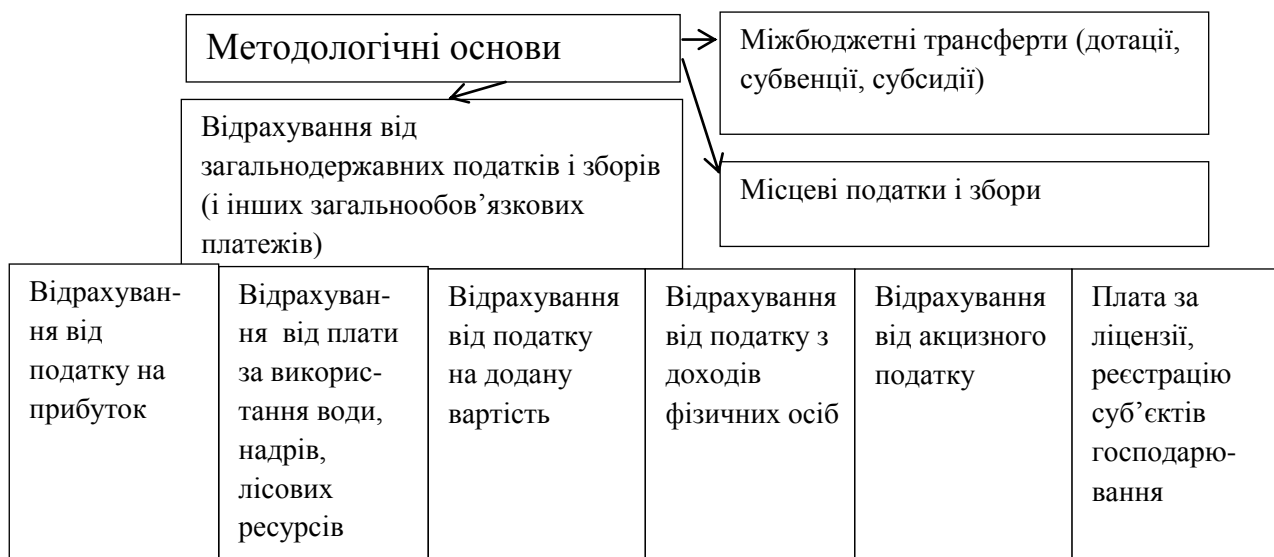 Методологічні основи
Міжбюджетні трансферти (дотації,
субвенції, субсидії)
Відрахування від
загальнодержавних податків і зборів
(і інших загальнообов’язкових
платежів)
Місцеві податки і збори
Відрахуван-
ня від
податку на
прибуток
Відрахуван-
ня від плати
за викорис-
тання води,
надрів,
лісових
ресурсів
Відрахування
від податку
на додану
вартість
Відрахування
від податку з
доходів
фізичних осіб
Відрахування
від акцизного
податку
Плата за
ліцензії,
реєстрацію
суб’єктів
господарю-
вання